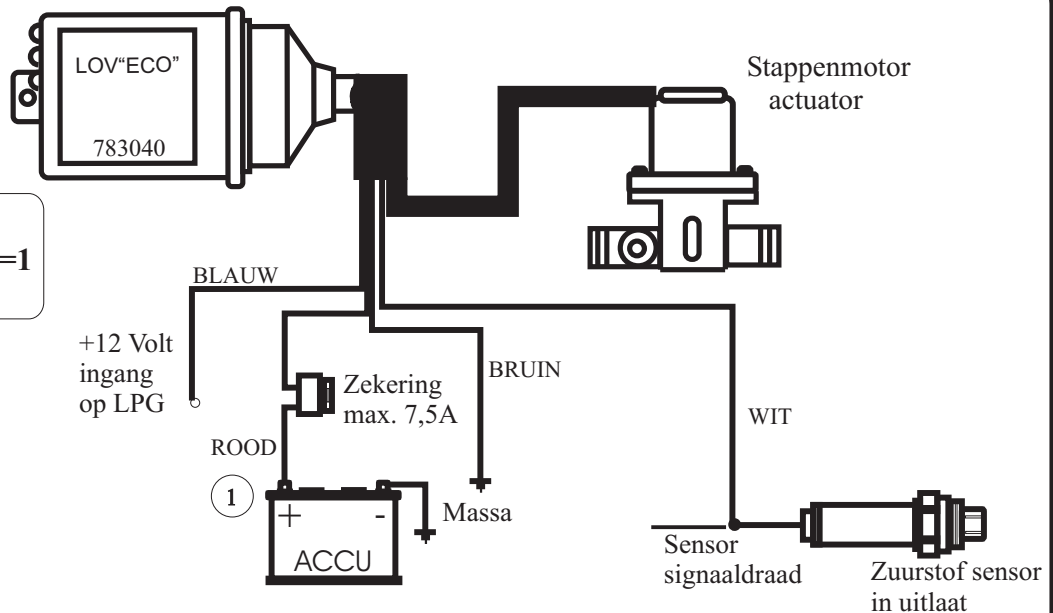 LOV“ECO”
783040
Stappenmotor
actuator
=1
BLAUW
+12 Volt
ingang
op LPG
Zekering
max. 7,5A
BRUIN
WIT
ROOD
1
+ -
ACCU
Massa
Sensor
signaaldraad
Zuurstof sensor
in uitlaat